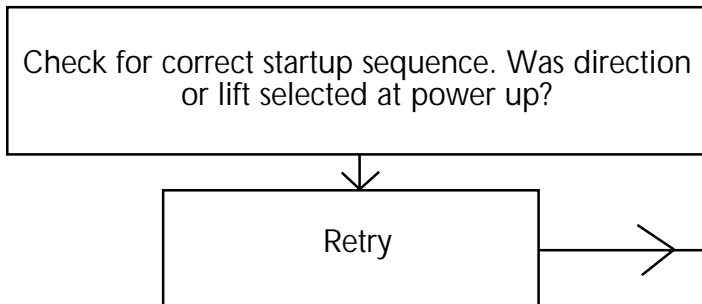 Check for correct startup sequence. Was direction
or lift selected at power up?
Retry